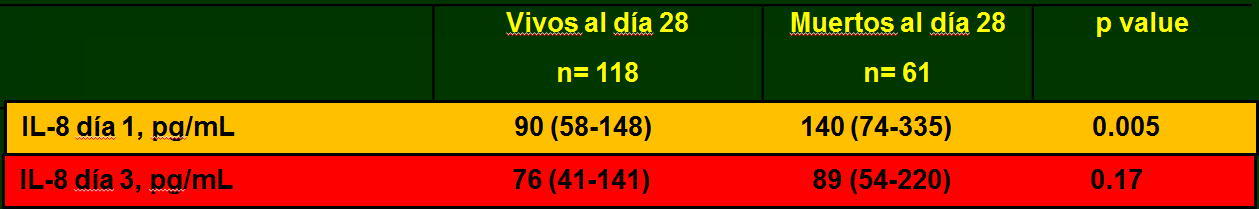 Vivos al día 28 Muertos al día 28 p value
n= 118 n= 61
IL-8 día 1, pg/mL 90 (58-148) 140 (74-335) 0.005
IL-8 día 3, pg/mL 76 (41-141) 89 (54-220) 0.17